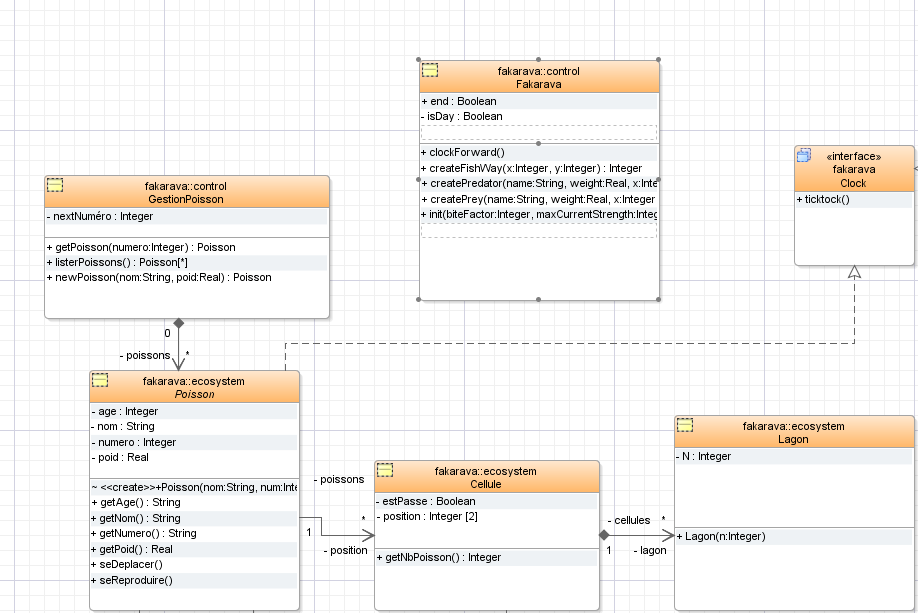 fakarava::control
Fakarava
+ end : Boolean
- isDay : Boolean
+ clockForward()
+ createFishWay(x:Integer, y:Integer) : Integer
+ createPredator(name:String, weight:Real, x:Inte
+ createPrey(name:String, weight:Real, x:Integer
+ init(biteFactor:Integer, maxCurrentStrength:Integ
«interface»
fakarava
Clock
+ ticktock()
fakarava::control
GestionPoisson
- nextNuméro : Integer
+ getPoisson(numero:Integer) : Poisson
+ listerPoissons() : Poisson[*]
+ newPoisson(nom:String, poid:Real) : Poisson
0
- poissons
*
fakarava::ecosystem
Poisson
- age : Integer
- nom : String
- numero : Integer
- poid : Real
~ <<create>>+Poisson(nom:String, num:Inte
+ getAge() : String
+ getNom() : String
+ getNumero() : String
+ getPoid() : Real
+ seDeplacer()
+ seReproduire()
- poissons
*
1
- position
fakarava::ecosystem
Cellule
- estPasse : Boolean
- position : Integer [2]
+ getNbPoisson() : Integer
- cellules
*
1
- lagon
fakarava::ecosystem
Lagon
- N : Integer
+ Lagon(n:Integer)